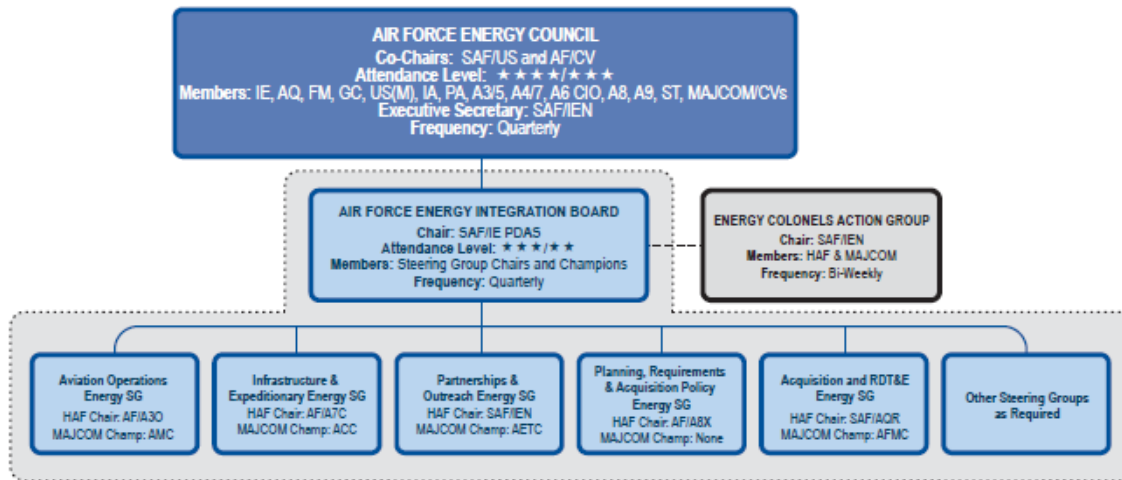 AIR FORCE ENERGY COUNCIL
Co-Chairs: SAF/US and AF/CV
Attendance Level: ★★★★/★★★
Members: IE, AQ, FM, GC, US(M), IA, PA, A3/5, A4/7, A6 CIO, A8, A9, ST, MAJCOM/CVs
Executive Secretary: SAF/IEN
Frequency: Quarterly
AIR FORCE ENERGY INTEGRATION BOARD
Chair: SAF/IE PDAS
Attendance Level: ★★★/★★
Members: Steering Group Chairs and Champions
Frequency: Quarterly
ENERGY COLONELS ACTION GROUP
Chair: SAF/IEN
Members: HAF & MAJCOM
Frequency: Bi-Weekly
Aviation Operations
Energy SG
HAF Chair: AF/A3O
MAJCOM Champ: AMC
Infrastructure &
Expeditionary Energy SG
HAF Chair: AF/A7C
MAJCOM Champ: ACC
Partnerships &
Outreach Energy SG
HAF Chair: SAF/IEN
MAJCOM Champ: AETC
Planning, Requirements
& Acquisition Policy
Energy SG
HAF Chair: AF/A8X
MAJCOM Champ: None
Acquisition and RDT&E
Energy SG
HAF Chair: SAF/AQR
MAJCOM Champ: AFMC
Other Steering Groups
as Required